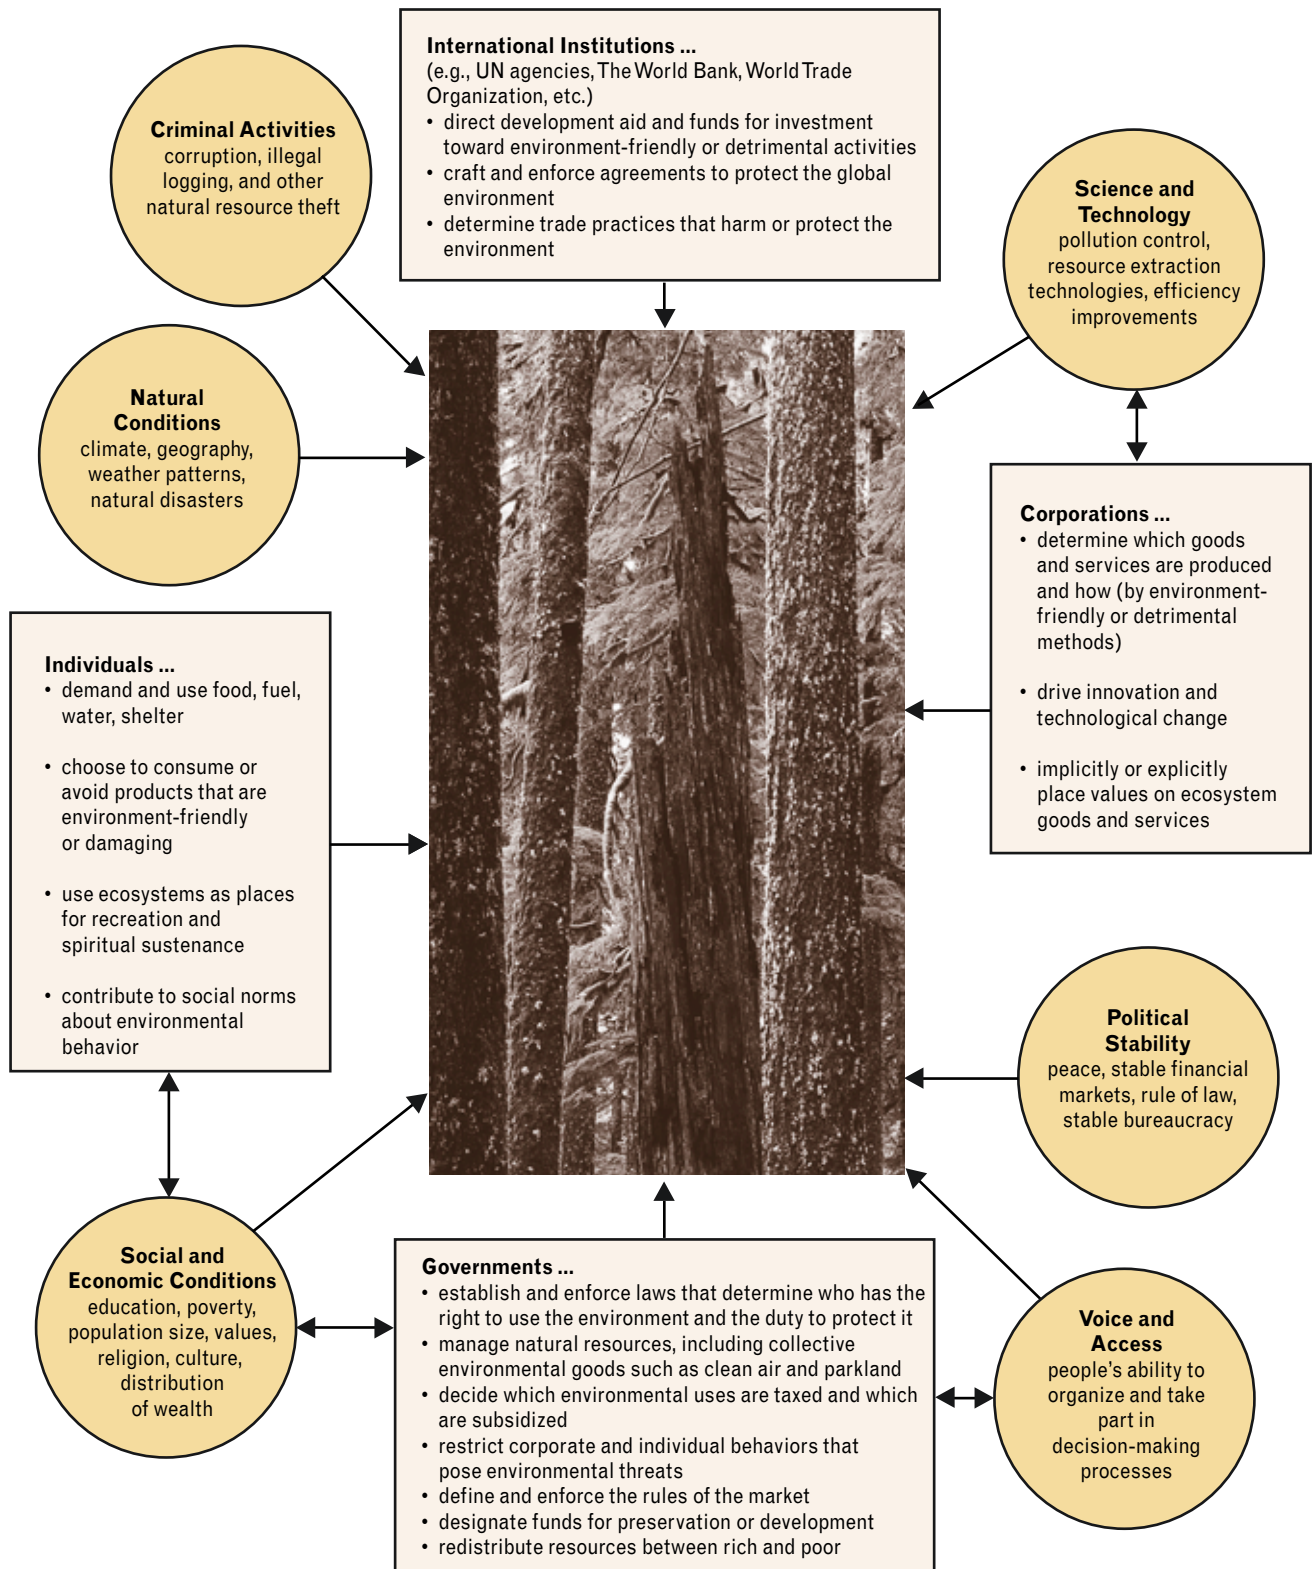 International Institutions ...
(e.g., UN agencies, The World Bank, World Trade
Organization, etc.)
• direct development aid and funds for investment
toward environment-friendly or detrimental activities
• craft and enforce agreements to protect the global
environment
• determine trade practices that harm or protect the
environment
Criminal Activities
corruption, illegal
logging, and other
natural resource theft
Science and
Technology
pollution control,
resource extraction
technologies, efficiency
improvements
Natural
Conditions
climate, geography,
weather patterns,
natural disasters
Corporations ...
• determine which goods
and services are produced
and how (by environment-
friendly or detrimental
methods)
• drive innovation and
technological change
• implicitly or explicitly
place values on ecosystem
goods and services
Individuals ...
• demand and use food, fuel,
water, shelter
• choose to consume or
avoid products that are
environment-friendly
or damaging
• use ecosystems as places
for recreation and
spiritual sustenance
• contribute to social norms
about environmental
behavior
Political
Stability
peace, stable financial
markets, rule of law,
stable bureaucracy
Social and
Economic Conditions
education, poverty,
population size, values,
religion, culture,
distribution
of wealth
Governments ...
• establish and enforce laws that determine who has the
right to use the environment and the duty to protect it
• manage natural resources, including collective
environmental goods such as clean air and parkland
• decide which environmental uses are taxed and which
are subsidized
• restrict corporate and individual behaviors that
pose environmental threats
• define and enforce the rules of the market
• designate funds for preservation or development
• redistribute resources between rich and poor
Voice and
Access
people's ability to
organize and take
part in
decision-making
processes